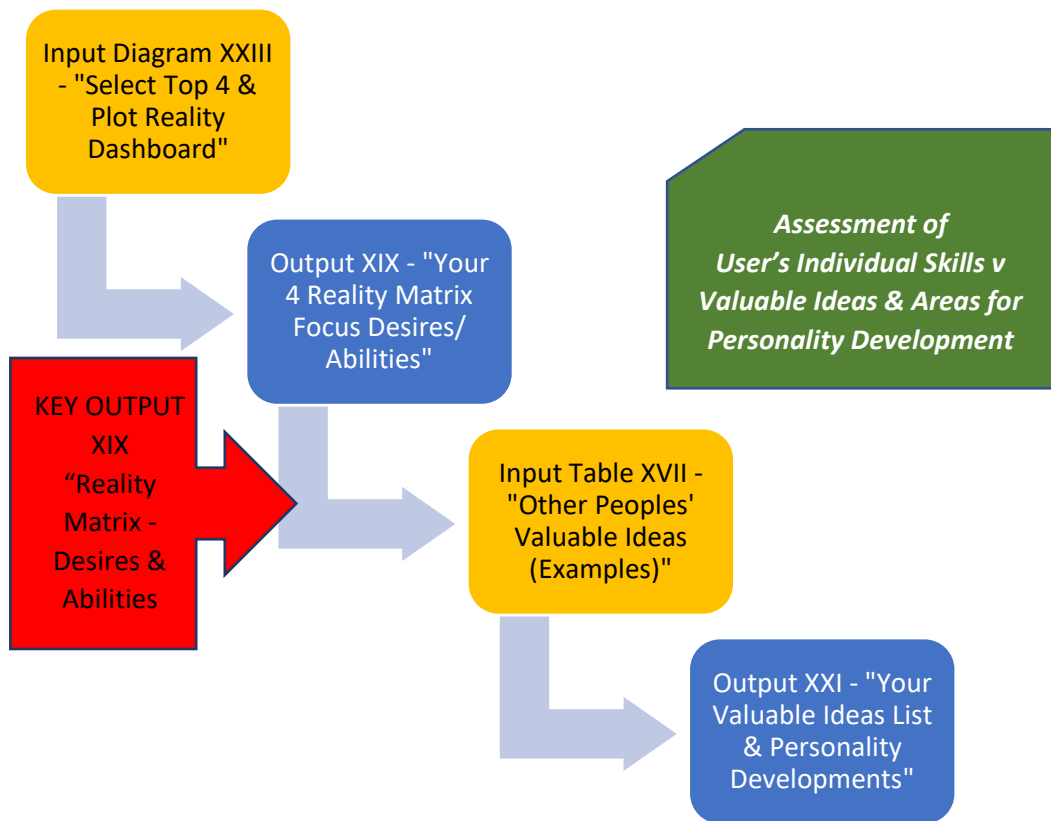 Input Diagram XXIII
- "Select Top 4 &
Plot Reality
Dashboard"
Assessment of
User’s Individual Skills v
Valuable Ideas & Areas for
Personality Development
Output XIX - "Your
4 Reality Matrix
Focus Desires/
Abilities"
KEY OUTPUT
XIX
“Reality
Matrix -
Desires &
Abilities
Input Table XVII -
"Other Peoples'
Valuable Ideas
(Examples)"
Output XXI - "Your
Valuable Ideas List
& Personality
Developments"